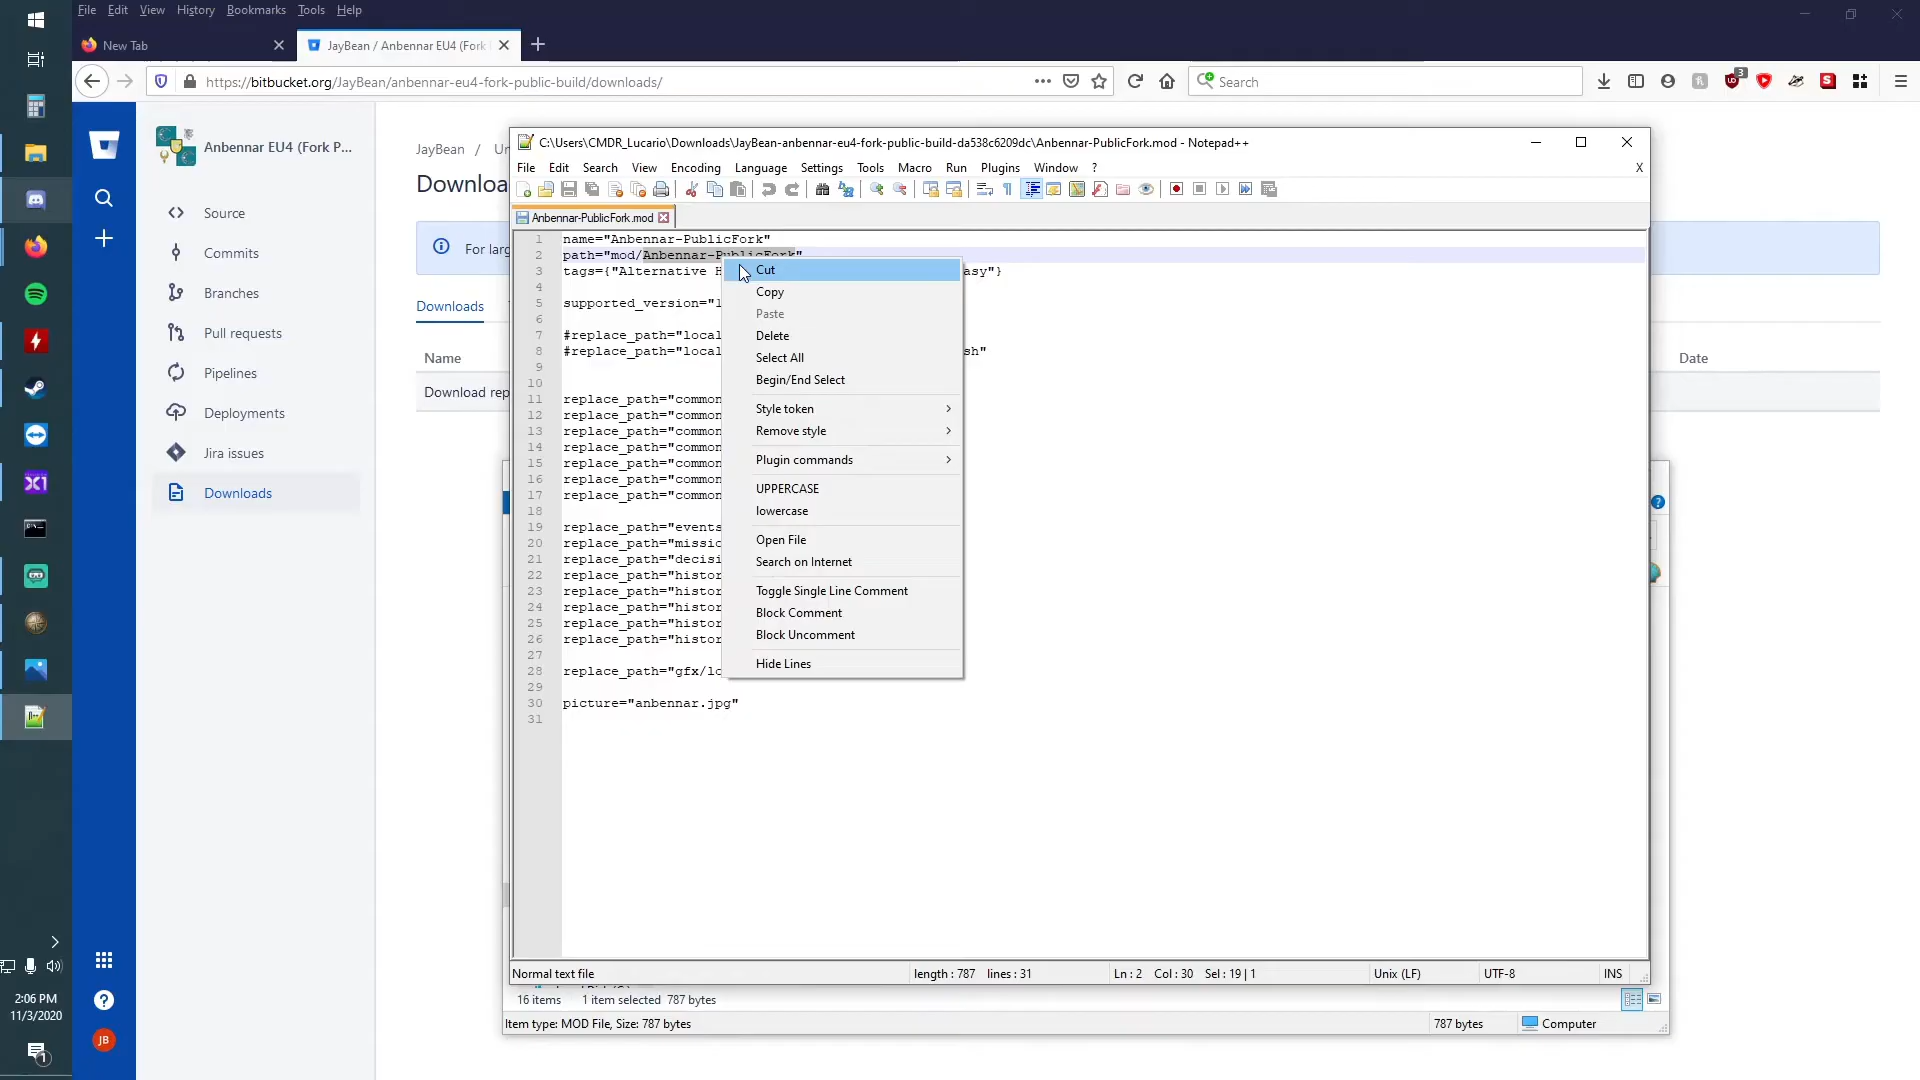 File Edit View History Bookmarks Tools Help
New Tab
JayBean / Anbennar EU4 (Fork
https://bitbucket.org/JayBean/anbennar-eu4-fork-public-build/downloads/
Search
3
Anbennar EU4 (Fork P...
Source
Commits
Branches
Pull requests
Pipelines
Deployments
Jira issues
Downloads
JayBean /
Downloa
For larg
Downloads
Name
Date
Download rep
C:\Users\CMDR_Lucario\Downloads\JayBean-anbennar-eu4-fork-public-build-da538c6209dc\Anbennar-PublicFork.mod - Notepad++
File Edit Search View Encoding Language Settings Tools Macro Run Plugins Window ?
X
Anbennar-PublicFork.mod
1 name="Anbennar-PublicFork"
2 path="mod/Anbennar-PublicFork"
3 tags={"Alternative H asy"}
4
5 supported_version="1
6
7 #replace_path="local
8 #replace_path="local sh"
9
10
11 replace_path="common
12 replace_path="common
13 replace_path="common
14 replace_path="common
15 replace_path="common
16 replace_path="common
17 replace_path="common
18
19 replace_path="events
20 replace_path="missio
21 replace_path="decisi
22 replace_path="histor
23 replace_path="histor
24 replace_path="histor
25 replace_path="histor
26 replace_path="histor
27
28 replace_path="gfx/lo
29
30 picture="anbennar.jpg"
31
Cut
Copy
Paste
Delete
Select All
Begin/End Select
Style token
Remove style
Plugin commands
UPPERCASE
lowercase
Open File
Search on Internet
Toggle Single Line Comment
Block Comment
Block Uncomment
Hide Lines
Normal text file
length : 787 lines : 31
Ln : 2 Col : 30 Sel : 19 | 1
Unix (LF)
UTF-8
INS
16 items 1 item selected 787 bytes
Item type: MOD File, Size: 787 bytes
787 bytes
Computer
2:06 PM
11/3/2020
1
JB